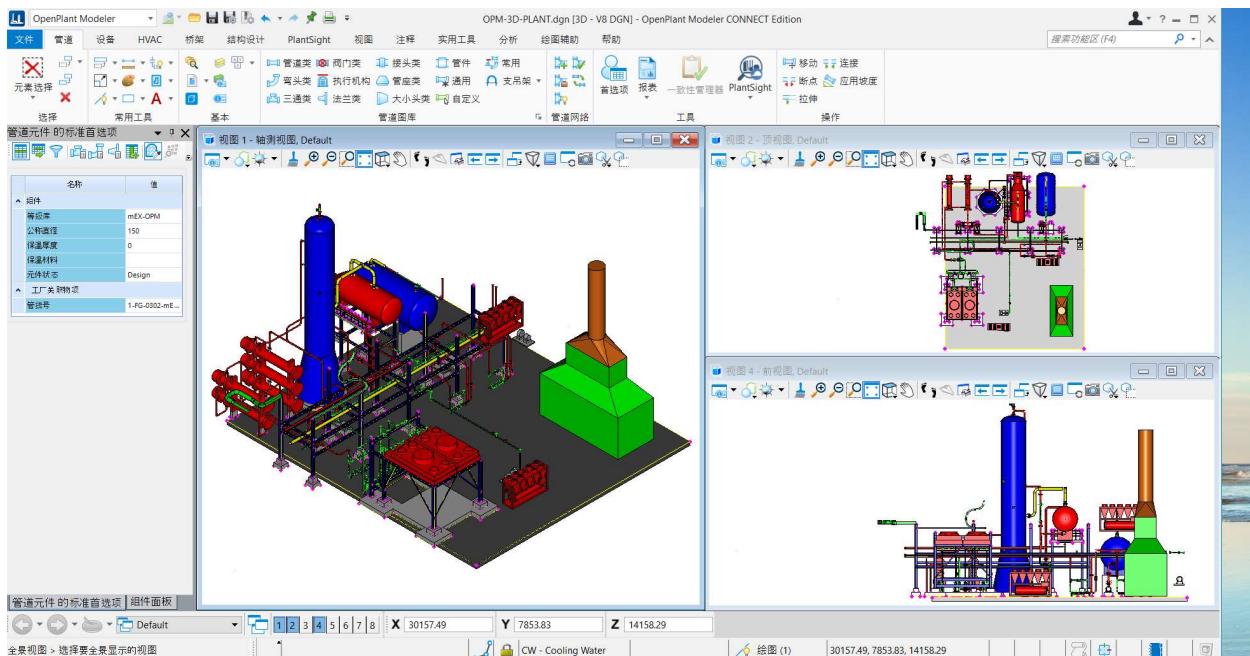 OpenPlant Modeler
OPM-3D-PLANT.dgn [3D - V8 DGN] - OpenPlant Modeler CONNECT Edition
文件 管道 设备 HVAC 桥架 结构设计 PlantSight 视图 注释 实用工具 分析 绘图辅助 帮助
搜索功能区 (F4)
元素选择
管道类 阀门类 接头类 管件 常用
弯头类 执行机构 管座类 通用 支吊架
三通类 法兰类 大小头类 自定义
首选项 报表 一致性管理器 PlantSight
移动 连接
断点 应用坡度
拉伸
选择 常用工具 基本 管道图库 管道网络 工具 操作
管道元件 的标准首选项
名称 值
组件
等级库 mEX-OPM
公称直径 150
保温厚度 0
保温材料
元件状态 Design
工厂关联物项
管线号 1-FG-0302-mE...
视图 1 - 轴测视图, Default
视图 2 - 顶视图, Default
视图 4 - 前视图, Default
管道元件 的标准首选项 组件面板
Default
1 2 3 4 5 6 7 8
X 30157.49 Y 7853.83 Z 14158.29
全景视图 > 选择要全景显示的视图
CW - Cooling Water
绘图 (1)
30157.49, 7853.83, 14158.29